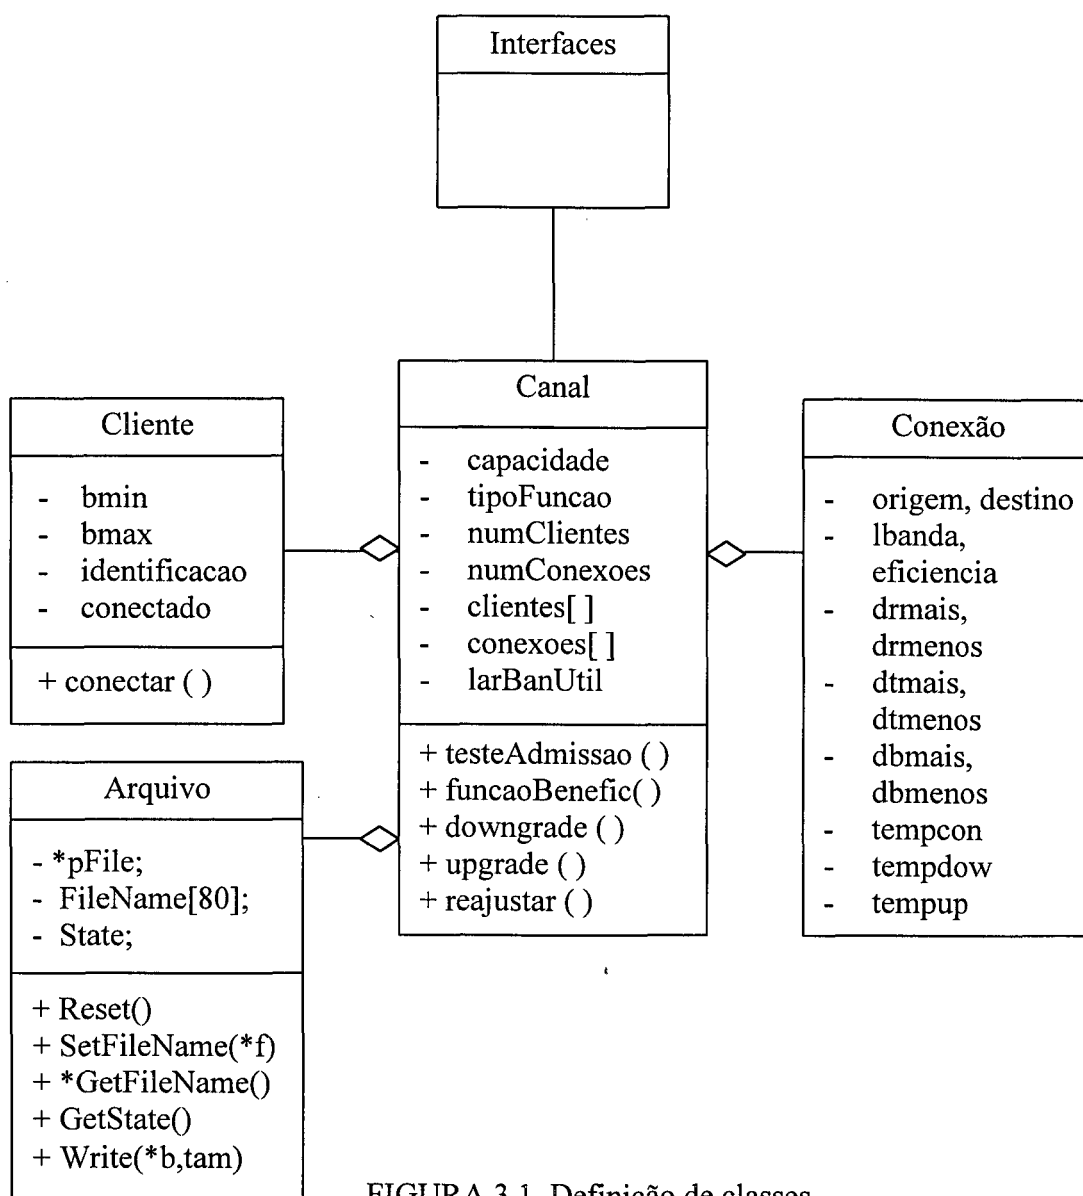 Interfaces
Canal
- capacidade
- tipoFuncao
- numClientes
- numConexoes
- clientes[ ]
- conexoes[ ]
- larBanUtil
+ testeAdmissao ( )
+ funcaoBenefic( )
+ downgrade ( )
+ upgrade ( )
+ reajustar ( )
Cliente
- bmin
- bmax
- identificacao
- conectado
+ conectar ( )
Conexão
- origem, destino
- lbanda,
eficiencia
- drmais,
drmenos
- dtmais,
dtmenos
- dbmais,
dbmenos
- tempcon
- tempdow
- tempup
Arquivo
- *pFile;
- FileName[80];
- State;
+ Reset()
+ SetFileName(*f)
+ *GetFileName()
+ GetState()
+ Write(*b,tam)
FIGURA 3.1 Definição de classes